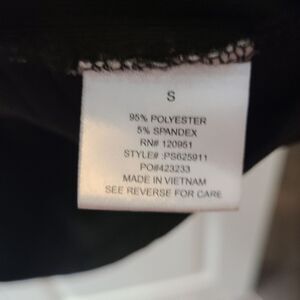 S
95% POLYESTER
5% SPANDEX
RN# 120951
STYLE# :PS625911
PO#423233
MADE IN VIETNAM
SEE REVERSE FOR CARE